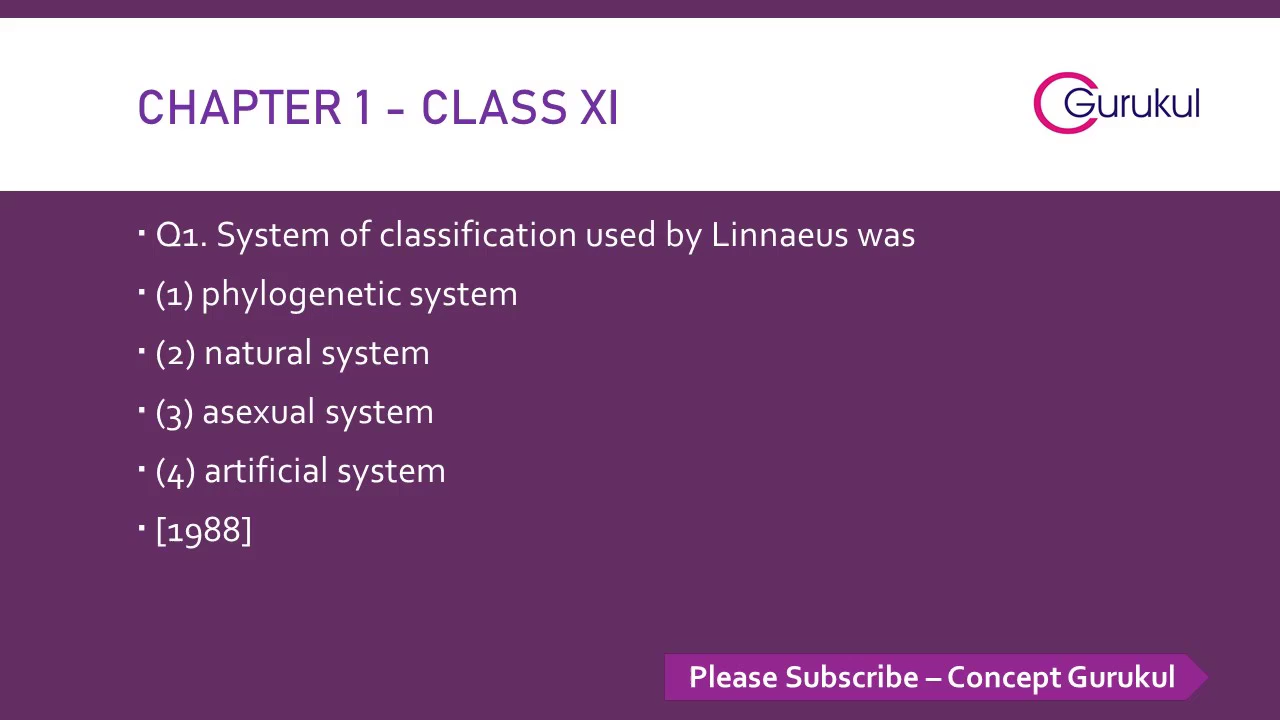 CHAPTER 1 - CLASS XI
Gurukul
▪ Q1. System of classification used by Linnaeus was
▪ (1) phylogenetic system
▪ (2) natural system
▪ (3) asexual system
▪ (4) artificial system
▪ [1988]
Please Subscribe – Concept Gurukul